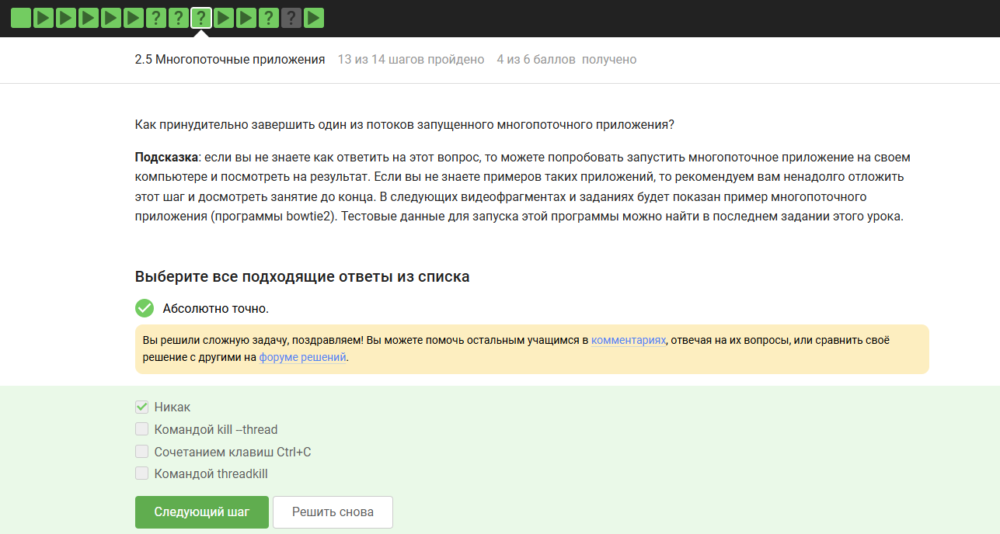 ? ? ? ? ?
2.5 Многопоточные приложения 13 из 14 шагов пройдено 4 из 6 баллов получено
Как принудительно завершить один из потоков запущенного многопоточного приложения?
Подсказка: если вы не знаете как ответить на этот вопрос, то можете попробовать запустить многопоточное приложение на своем
компьютере и посмотреть на результат. Если вы не знаете примеров таких приложений, то рекомендуем вам ненадолго отложить
этот шаг и досмотреть занятие до конца. В следующих видеофрагментах и заданиях будет показан пример многопоточного
приложения (программы bowtie2). Тестовые данные для запуска этой программы можно найти в последнем задании этого урока.
Выберите все подходящие ответы из списка
Абсолютно точно.
Вы решили сложную задачу, поздравляем! Вы можете помочь остальным учащимся в комментариях, отвечая на их вопросы, или сравнить своё
решение с другими на форуме решений.
Никак
Командой kill --thread
Сочетанием клавиш Ctrl+C
Командой threadkill
Следующий шаг Решить снова